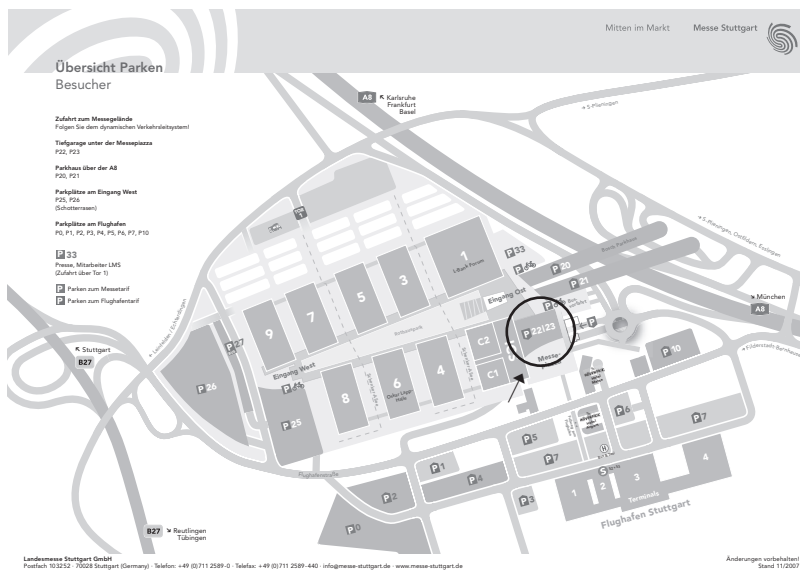 Mitten im Markt
Messe Stuttgart
Übersicht Parken
Besucher
Zufahrt zum Messegelände
Folgen Sie dem dynamischen Verkehrsleitsystem!
Tiefgarage unter der Messepiazza
P22, P23
Parkhaus über der A8
P20, P21
Parkplätze am Eingang West
P25, P26
(Schotterrasen)
Parkplätze am Flughafen
P0, P1, P2, P3, P4, P5, P6, P7, P10
P 33
Presse, Mitarbeiter LMS
(Zufahrt über Tor 1)
P Parken zum Messetarif
P Parken zum Flughafentarif
A8
Karlsruhe
Frankfurt
Basel
S-Plieningen
S-Plieningen, Ostfildern, Esslingen
München
A8
Stuttgart
B27
B27
Reutlingen
Tübingen
1
3
5
7
9
4
6
Oskar Lapp-
Halle
8
C2
C1
Eingang Ost
Eingang West
Messe-
P33
P20
P21
P22 23
P27
P26
P25
P10
P5
P6
P7
P7
P1
P4
P2
P3
P0
P
H
S
Flughafenstraße
1
2
3
4
Terminals
Flughafen Stuttgart
Landesmesse Stuttgart GmbH
Postfach 103252 · 70028 Stuttgart (Germany) · Telefon: +49 (0)711 2589-0 · Telefax: +49 (0)711 2589-440 · info@messe-stuttgart.de · www.messe-stuttgart.de
Änderungen vorbehalten!
Stand 11/2007